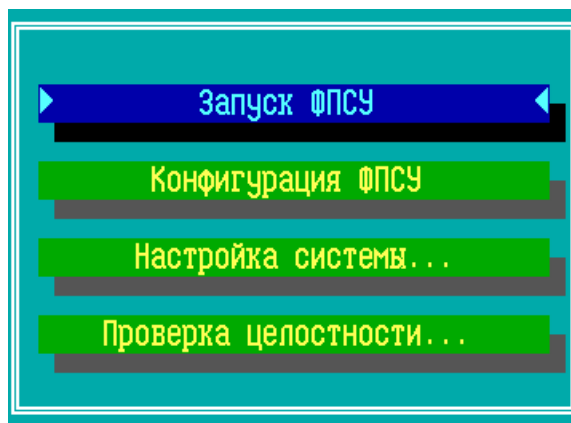 Запуск ФПСУ
Конфигурация ФПСУ
Настройка системы...
Проверка целостности...